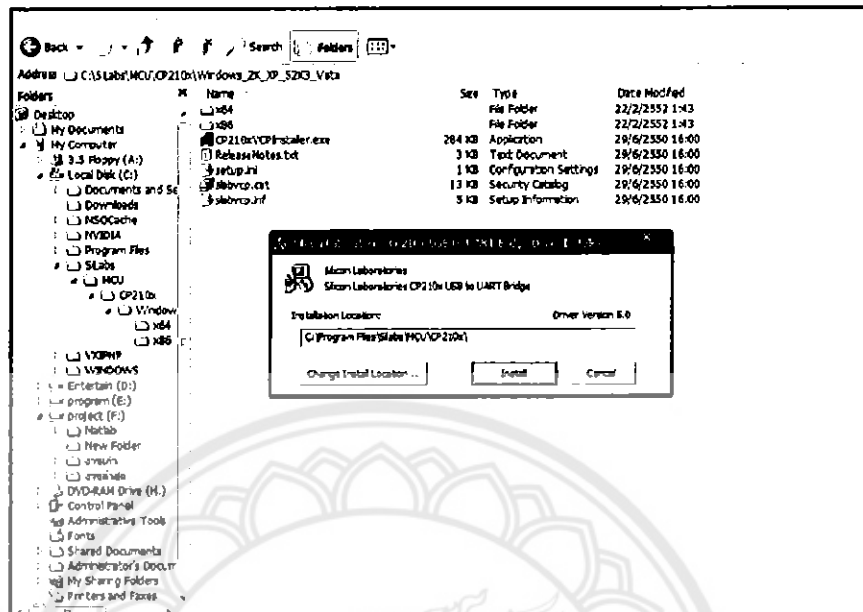 Back Search Folders
Address C:\SiLabs\MCU\CP210x\Windows_2K_XP_S2K3_Vista
Folders
Name Size Type Date Modified
x64 File Folder 22/2/2552 1:43
x86 File Folder 22/2/2552 1:43
CP210xVCPInstaller.exe 284 KB Application 29/6/2550 16:00
ReleaseNotes.txt 3 KB Text Document 29/6/2550 16:00
setup.ini 1 KB Configuration Settings 29/6/2550 16:00
slabvcp.cat 13 KB Security Catalog 29/6/2550 16:00
slabvcp.inf 5 KB Setup Information 29/6/2550 16:00
Desktop
My Documents
My Computer
3.5 Floppy (A:)
Local Disk (C:)
Documents and Se
Downloads
MSOCache
NVIDIA
Program Files
SiLabs
MCU
CP210x
Window
x64
x86
VXIPNP
WINDOWS
Entertain (D:)
program (E:)
project (F:)
Matlab
New Folder
DVD-RAM Drive (H:)
Control Panel
Administrative Tools
Fonts
Shared Documents
Administrator's Docum
My Sharing Folders
Printers and Faxes
Silicon Laboratories
Silicon Laboratories CP210x USB to UART Bridge
Installation Location: Driver Version 5.0
C:\Program Files\Silabs\MCU\CP210x\
Change Install Location ... Install Cancel